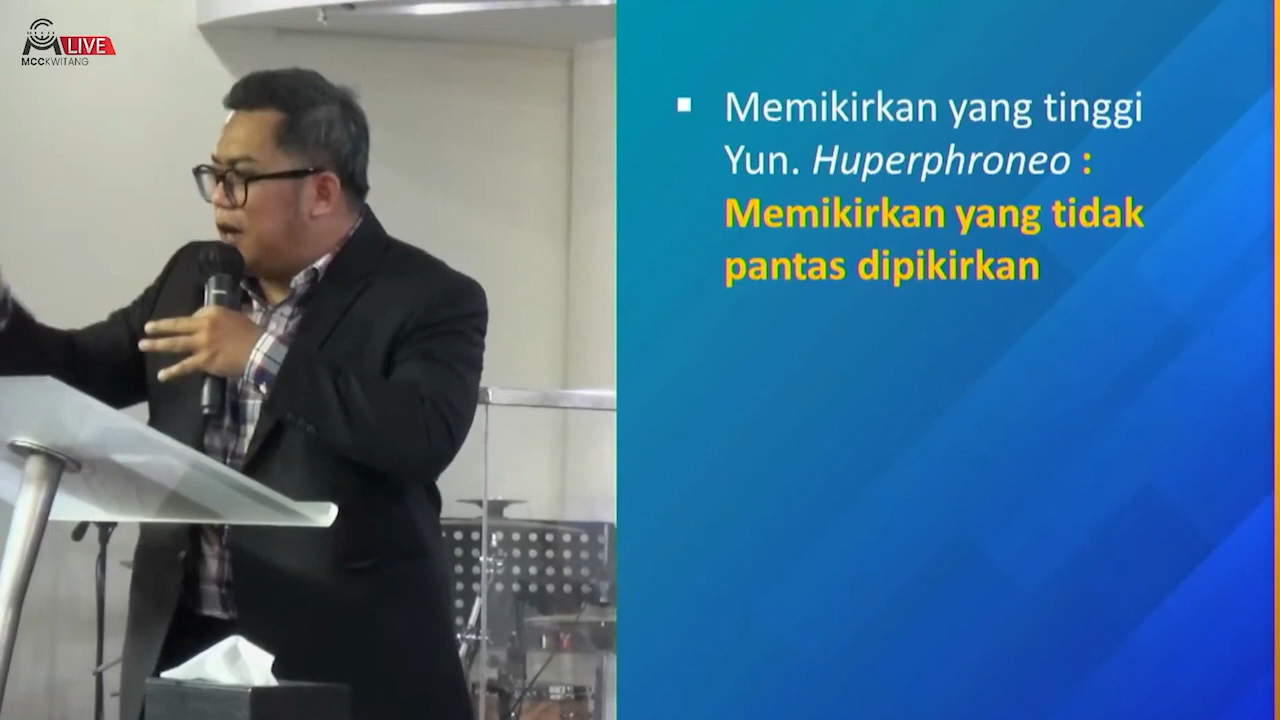 LIVE
MCCKWITANG
▪ Memikirkan yang tinggi
Yun. Huperphroneo :
Memikirkan yang tidak
pantas dipikirkan